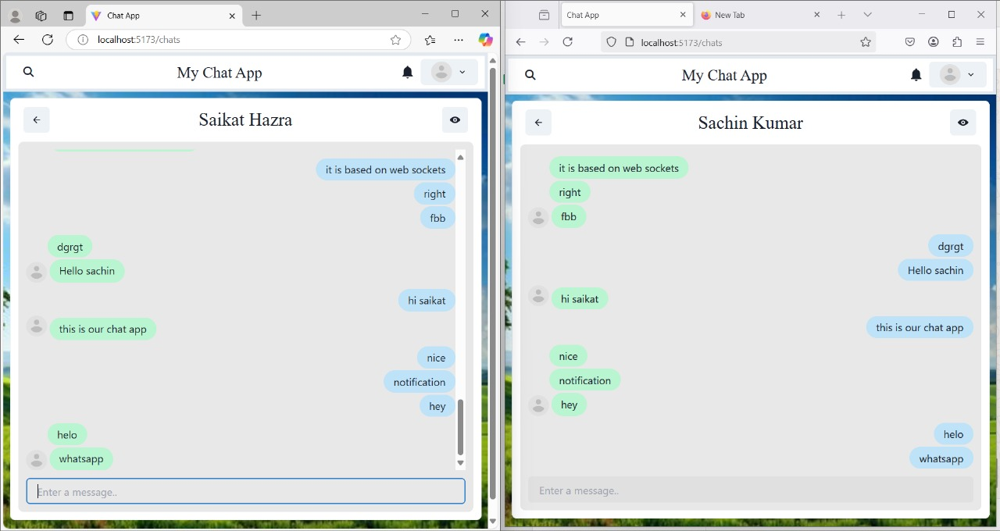 Chat App
localhost:5173/chats
My Chat App
Saikat Hazra
it is based on web sockets
right
fbb
dgrgt
Hello sachin
hi saikat
this is our chat app
nice
notification
hey
helo
whatsapp
Enter a message..
Chat App
New Tab
localhost:5173/chats
My Chat App
Sachin Kumar
it is based on web sockets
right
fbb
dgrgt
Hello sachin
hi saikat
this is our chat app
nice
notification
hey
helo
whatsapp
Enter a message..